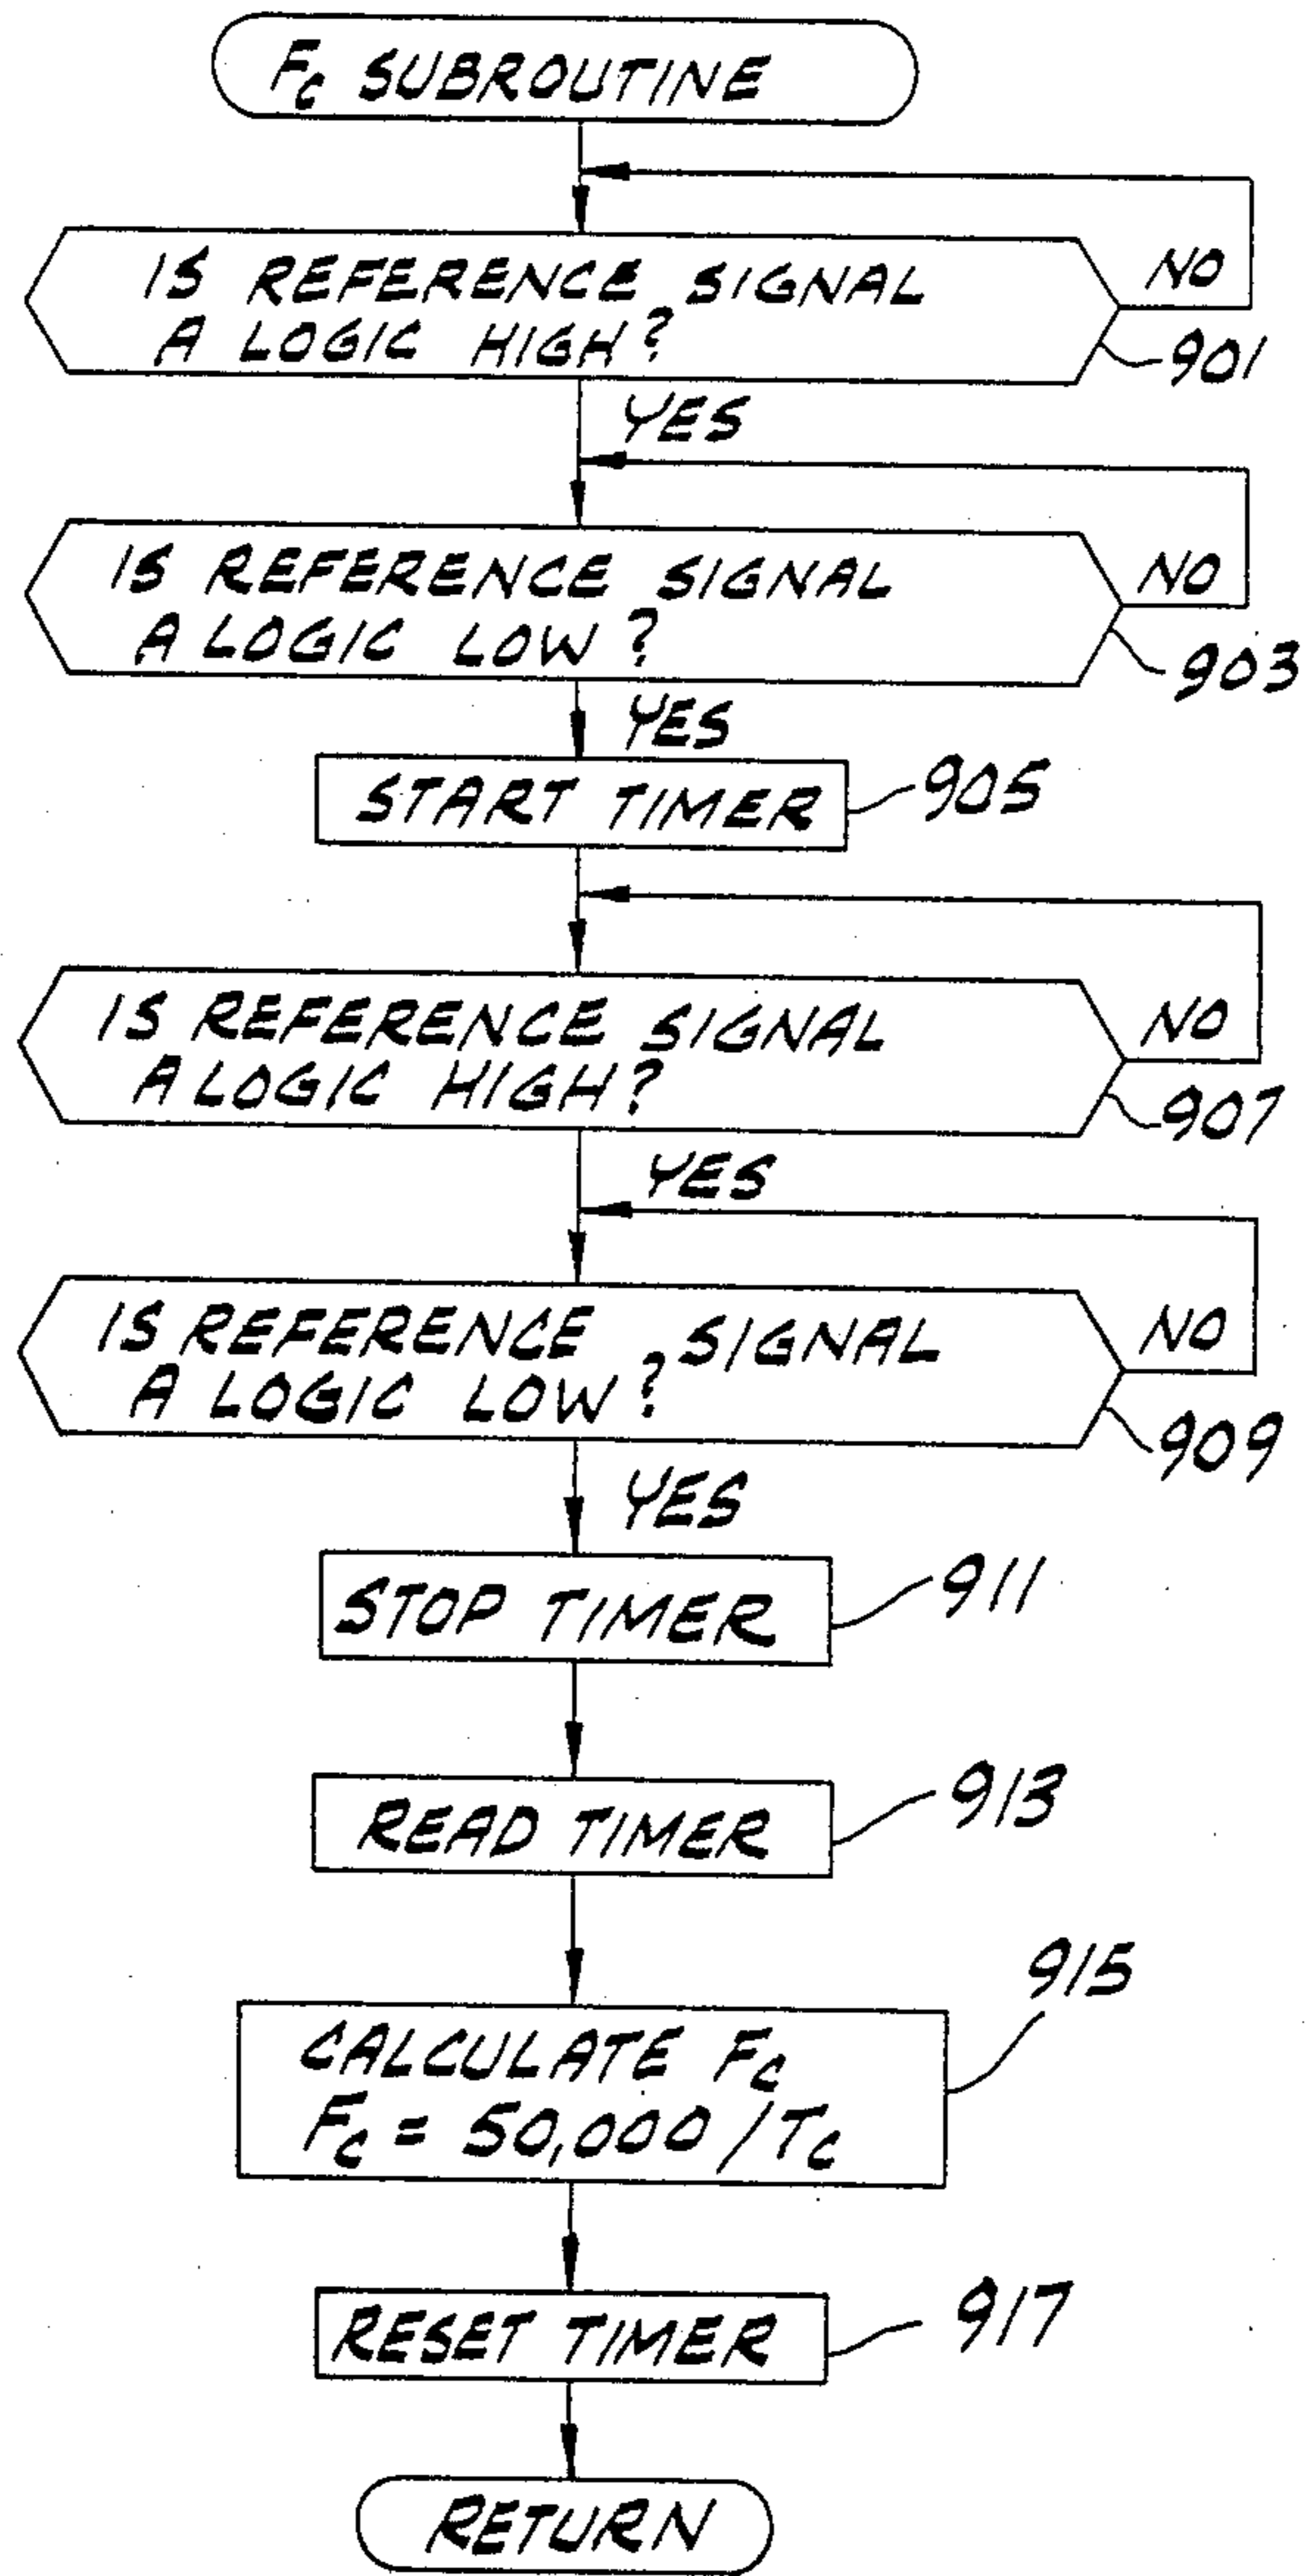 Fc SUBROUTINE
IS REFERENCE SIGNAL
A LOGIC HIGH?
NO
901
YES
IS REFERENCE SIGNAL
A LOGIC LOW?
NO
903
YES
START TIMER
905
IS REFERENCE SIGNAL
A LOGIC HIGH?
NO
907
YES
IS REFERENCE SIGNAL
A LOGIC LOW?
NO
909
YES
STOP TIMER
911
READ TIMER
913
915
CALCULATE Fc
Fc = 50,000/Tc
RESET TIMER
917
RETURN